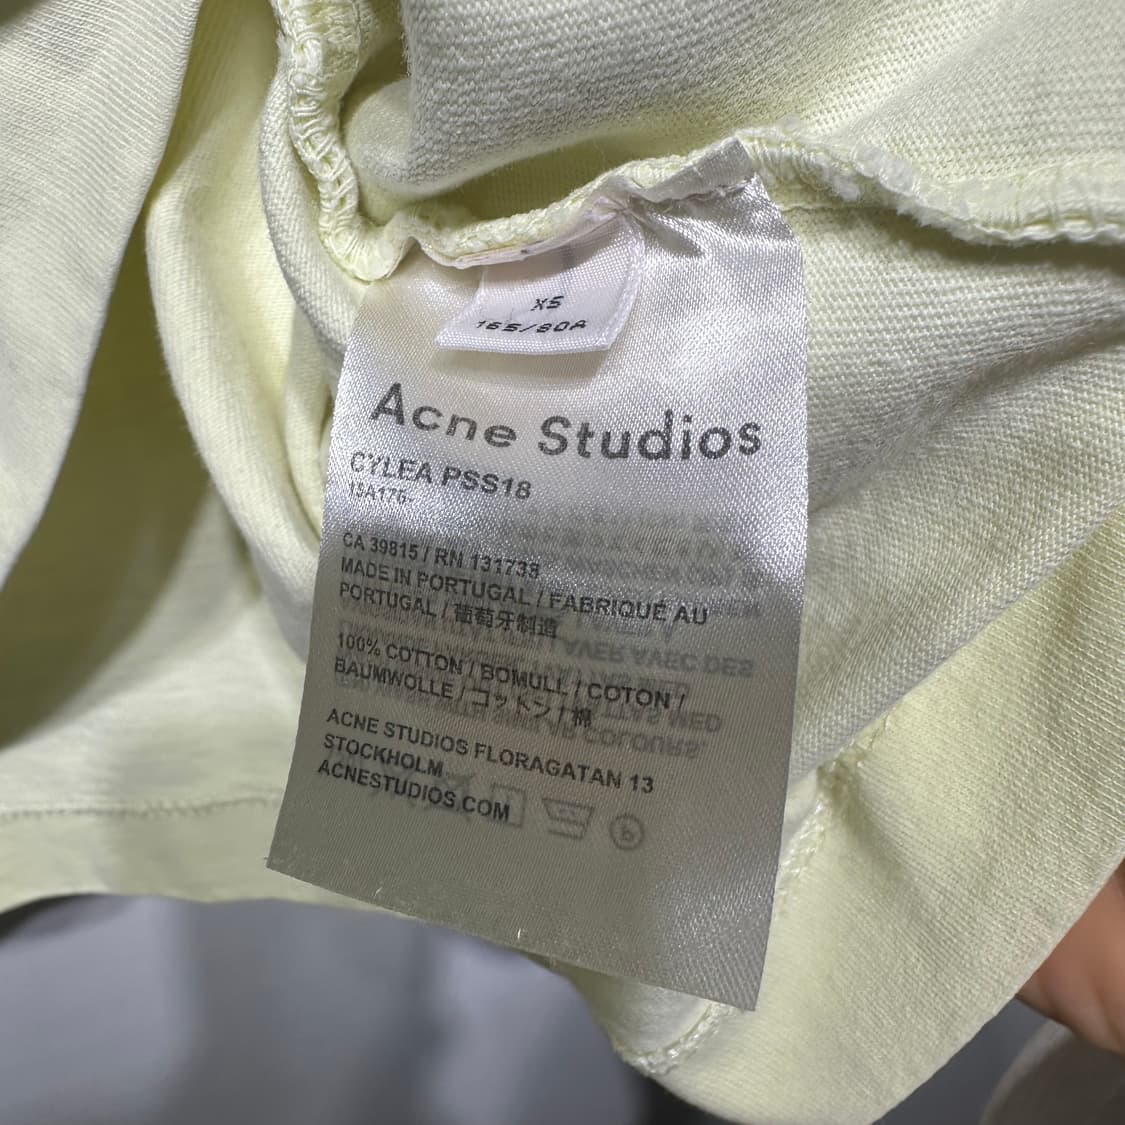 XS
165/80A
Acne Studios
CYLEA PSS18
15A176-
CA 39815 / RN 131738
MADE IN PORTUGAL / FABRIQUÉ AU
PORTUGAL / 葡萄牙制造
100% COTTON / BOMULL / COTON /
BAUMWOLLE / コットン / 棉
ACNE STUDIOS FLORAGATAN 13
STOCKHOLM
ACNESTUDIOS.COM